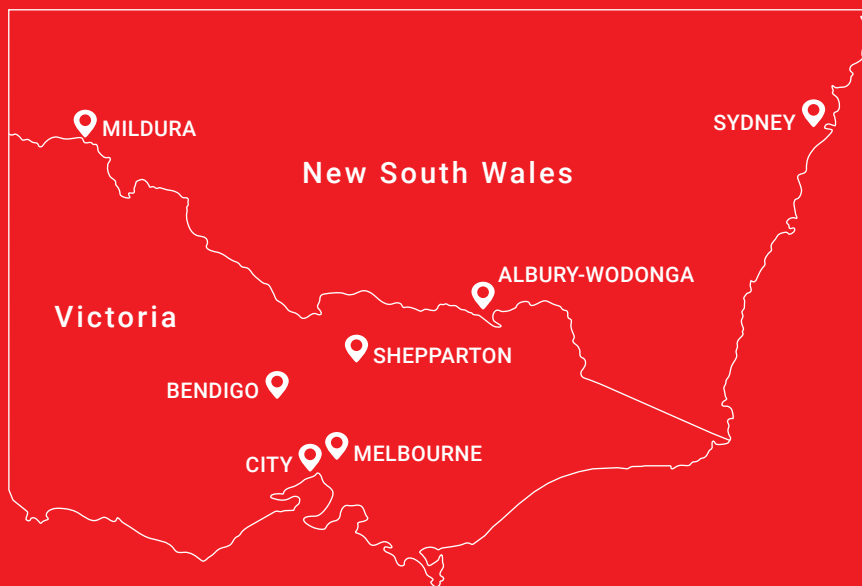 MILDURA
SYDNEY
New South Wales
ALBURY-WODONGA
Victoria
SHEPPARTON
BENDIGO
MELBOURNE
CITY